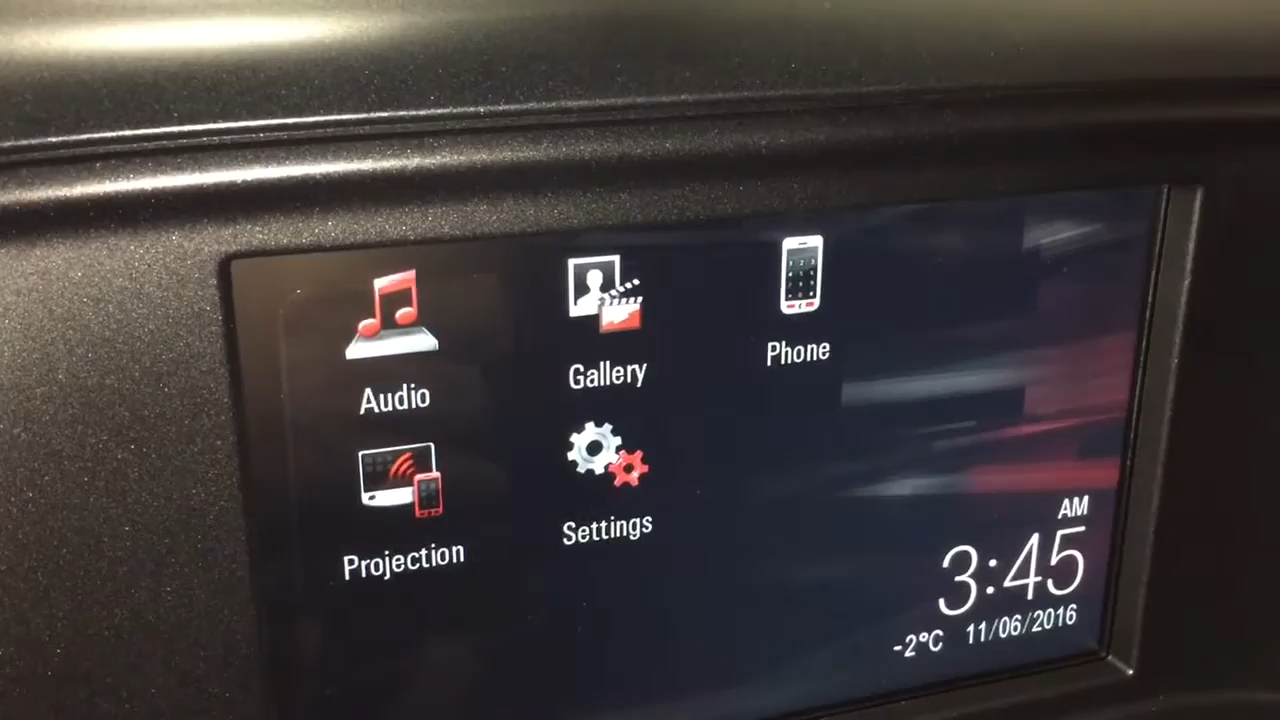 Audio
Gallery
Phone
Projection
Settings
AM
3:45
-2°C 11/06/2016